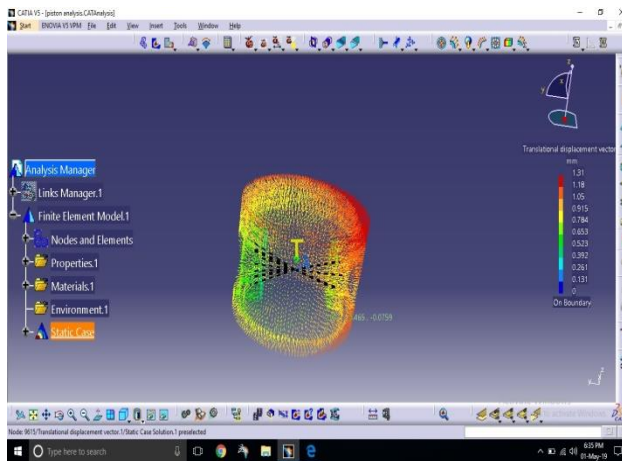 CATIA V5 - [piston analysis.CATAnalysis]
Start ENOVIA V5 VPM File Edit View Insert Tools Window Help
z
y
x
Translational displacement vector
mm
1.31
1.18
1.05
0.915
0.784
0.653
0.523
0.392
0.261
0.131
0
On Boundary
Analysis Manager
Links Manager.1
Finite Element Model.1
Nodes and Elements
Properties.1
Materials.1
Environment.1
Static Case
-0.0759
z
Node: 9615/Translational displacement vector.1/Static Case Solution.1 preselected
Type here to search
6:35 PM
01-May-19